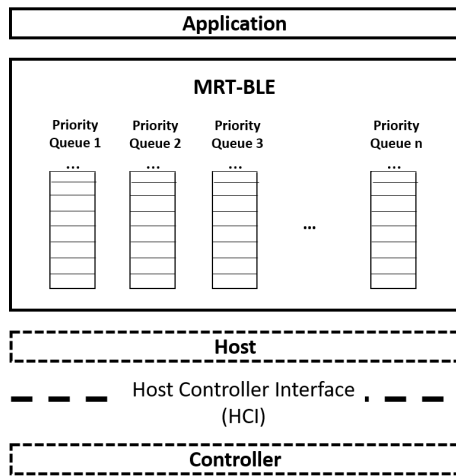 Application
MRT-BLE
Priority Priority Priority Priority
Queue 1 Queue 2 Queue 3 Queue n
... ... ... ...
...
Host
Host Controller Interface
(HCI)
Controller